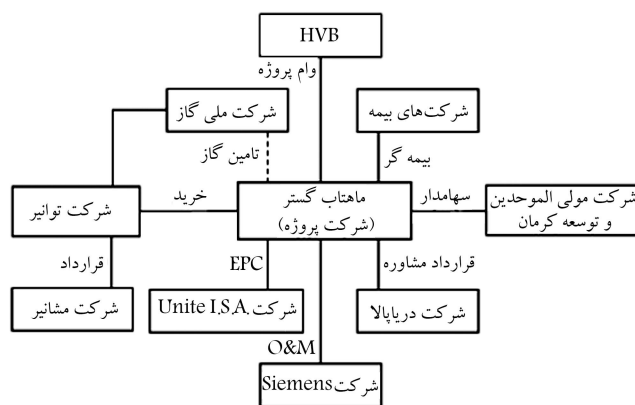 HVB
وام پروژه
شرکت ملی گاز
شرکت‌های بیمه
تامین گاز
بیمه گر
شرکت توانیر
خرید
ماهتاب گستر
(شرکت پروژه)
سهامدار
شرکت مولی الموحدین
و توسعه کرمان
قرارداد
EPC
قرارداد مشاوره
شرکت مشانیر
شرکت Unite I.S.A.
شرکت دریاپالا
O&M
شرکت Siemens